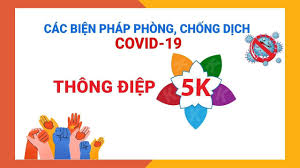 CÁC BIỆN PHÁP PHÒNG, CHỐNG DỊCH
COVID-19
THÔNG ĐIỆP 5K